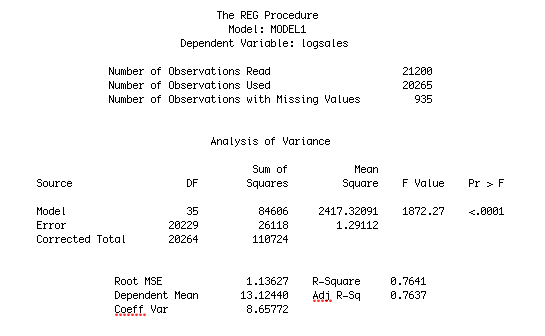 The REG Procedure
Model: MODEL1
Dependent Variable: logsales
Number of Observations Read 21200
Number of Observations Used 20265
Number of Observations with Missing Values 935
Analysis of Variance
Sum of Mean
Source DF Squares Square F Value Pr > F
Model 35 84606 2417.32091 1872.27 <.0001
Error 20229 26118 1.29112
Corrected Total 20264 110724
Root MSE 1.13627 R-Square 0.7641
Dependent Mean 13.12440 Adj R-Sq 0.7637
Coeff Var 8.65772